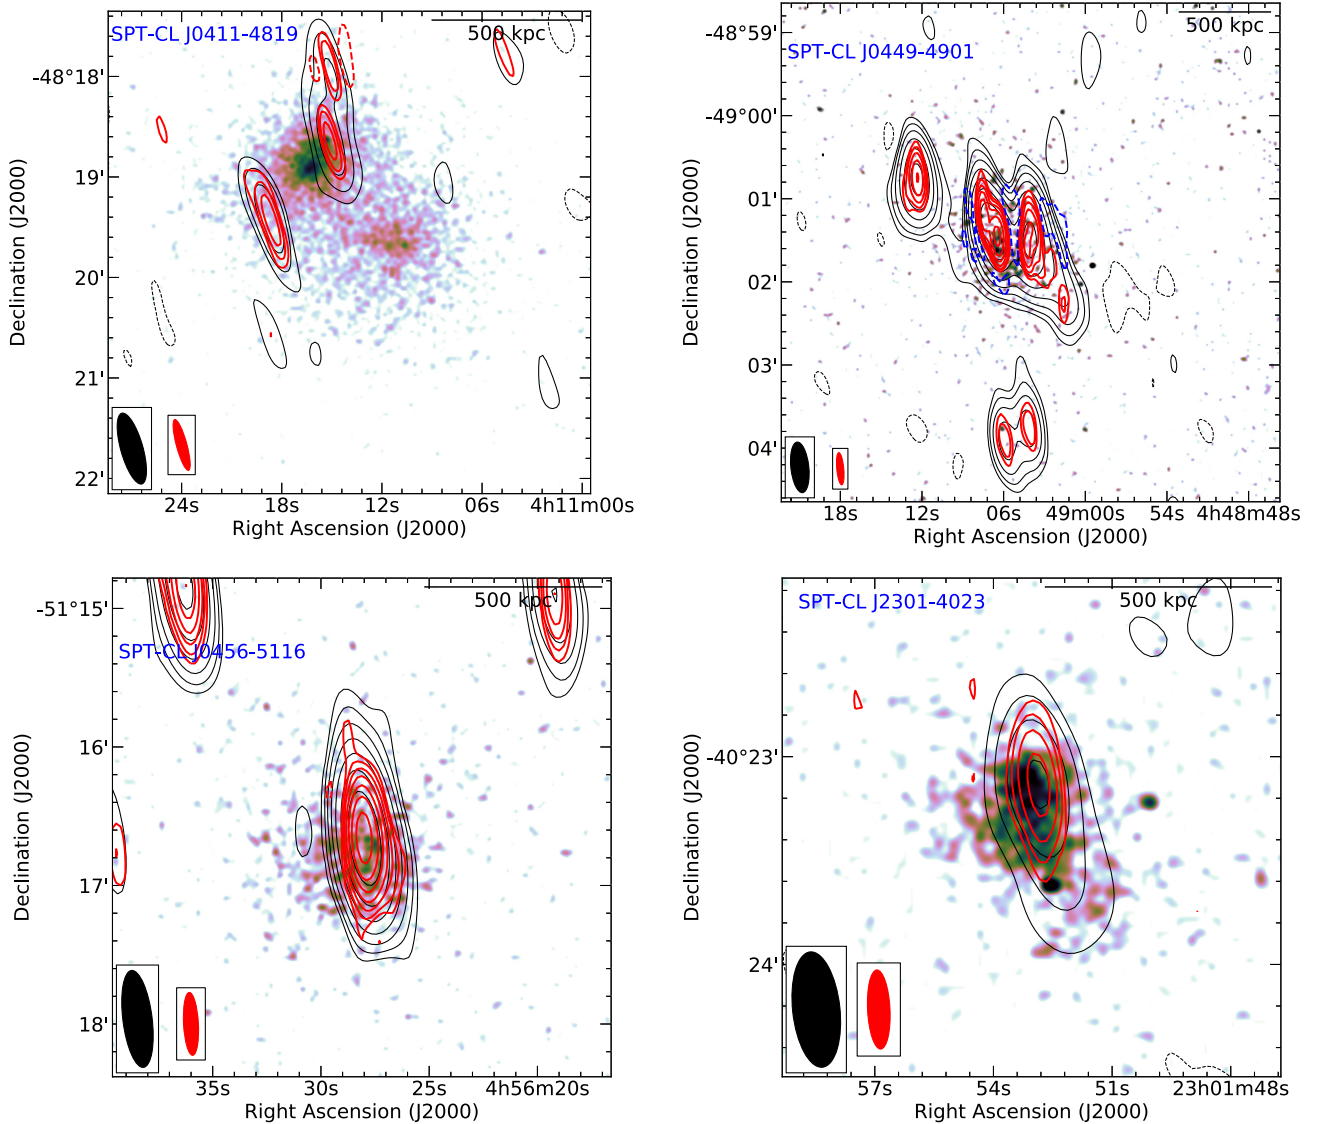 SPT-CL J0411-4819
500 kpc
-48°18'
19'
20'
21'
22'
Declination (J2000)
24s 18s 12s 06s 4h11m00s
Right Ascension (J2000)
SPT-CL J0449-4901
500 kpc
-48°59'
-49°00'
01'
02'
03'
04'
Declination (J2000)
18s 12s 06s 49m00s 54s 4h48m48s
Right Ascension (J2000)
SPT-CL J0456-5116
500 kpc
-51°15'
16'
17'
18'
Declination (J2000)
35s 30s 25s 4h56m20s
Right Ascension (J2000)
SPT-CL J2301-4023
500 kpc
-40°23'
24'
Declination (J2000)
57s 54s 51s 23h01m48s
Right Ascension (J2000)